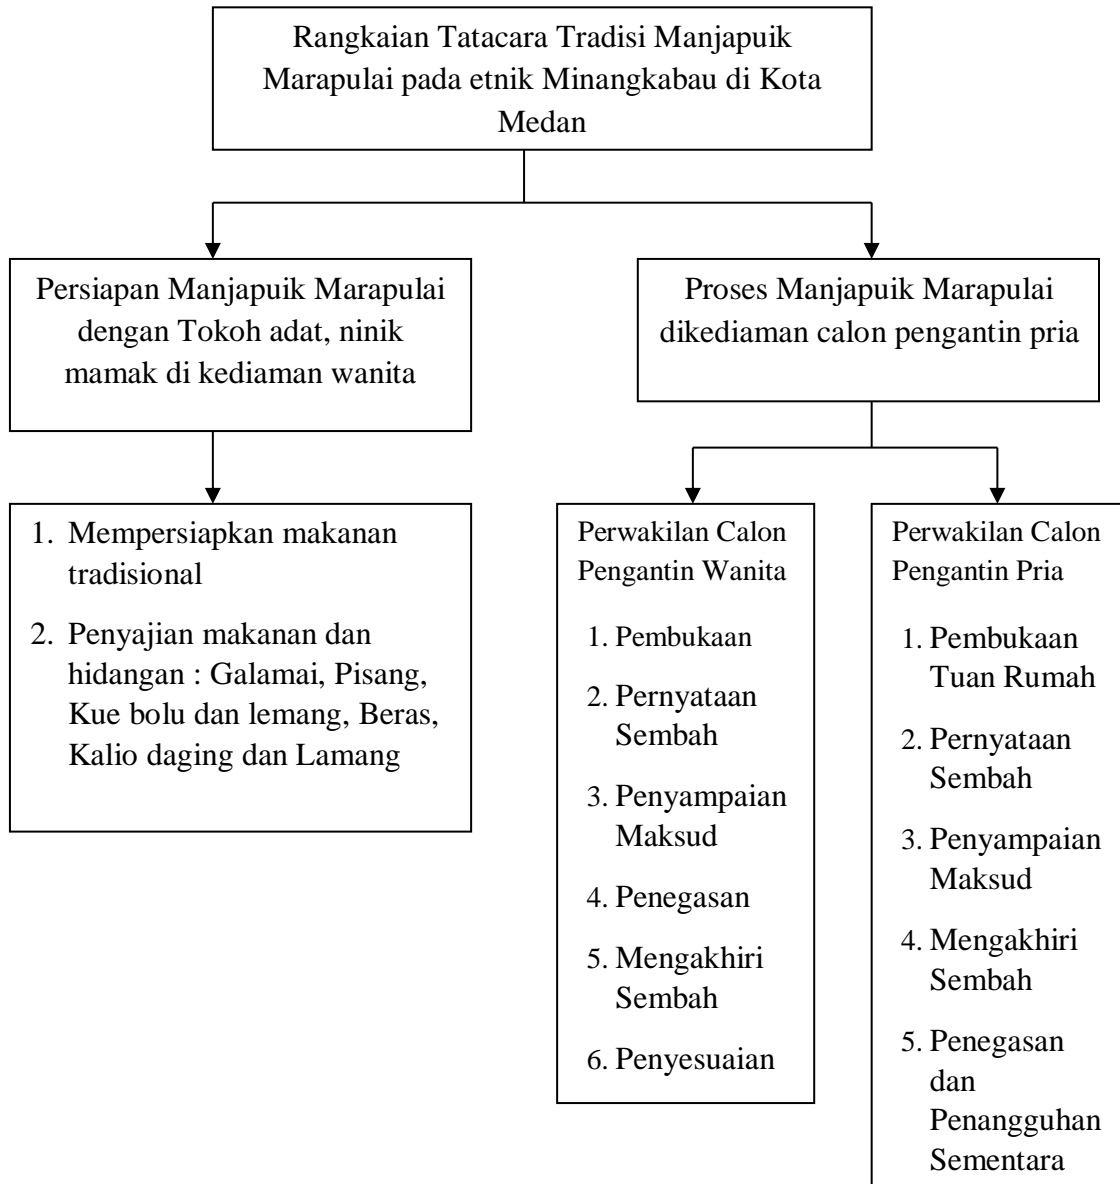 Rangkaian Tatacara Tradisi Manjapuik
Marapulai pada etnik Minangkabau di Kota
Medan
Persiapan Manjapuik Marapulai
dengan Tokoh adat, ninik
mamak di kediaman wanita
Proses Manjapuik Marapulai
dikediaman calon pengantin pria
1. Mempersiapkan makanan
tradisional
2. Penyajian makanan dan
hidangan : Galamai, Pisang,
Kue bolu dan lemang, Beras,
Kalio daging dan Lamang
Perwakilan Calon
Pengantin Wanita
1. Pembukaan
2. Pernyataan
Sembah
3. Penyampaian
Maksud
4. Penegasan
5. Mengakhiri
Sembah
6. Penyesuaian
Perwakilan Calon
Pengantin Pria
1. Pembukaan
Tuan Rumah
2. Pernyataan
Sembah
3. Penyampaian
Maksud
4. Mengakhiri
Sembah
5. Penegasan
dan
Penangguhan
Sementara